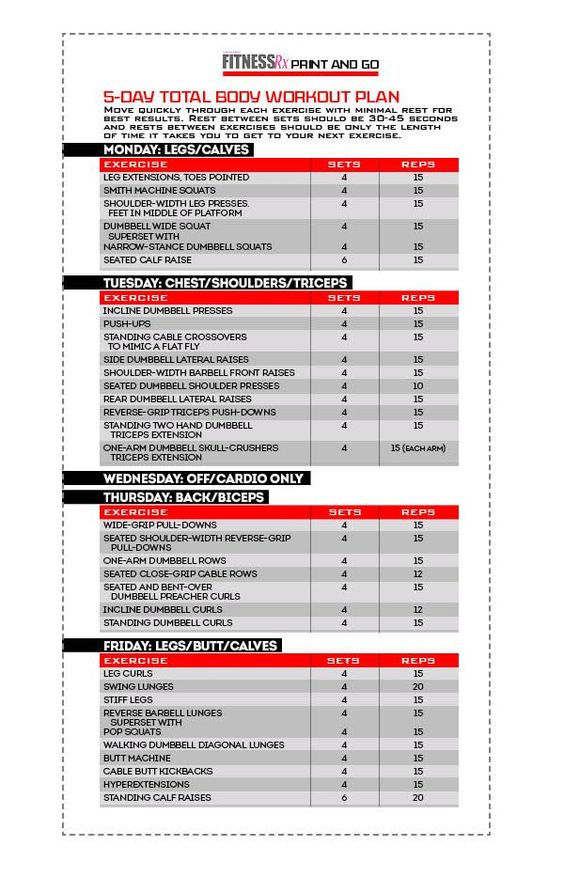 FITNESSRx PRINT AND GO
5-DAY TOTAL BODY WORKOUT PLAN
MOVE QUICKLY THROUGH EACH EXERCISE WITH MINIMAL REST FOR
BEST RESULTS. REST BETWEEN SETS SHOULD BE 30-45 SECONDS
AND RESTS BETWEEN EXERCISES SHOULD BE ONLY THE LENGTH
OF TIME IT TAKES YOU TO GET TO YOUR NEXT EXERCISE.
MONDAY: LEGS/CALVES
EXERCISE SETS REPS
LEG EXTENSIONS, TOES POINTED 4 15
SMITH MACHINE SQUATS 4 15
SHOULDER-WIDTH LEG PRESSES. 4 15
FEET IN MIDDLE OF PLATFORM
DUMBBELL WIDE SQUAT 4 15
SUPERSET WITH
NARROW-STANCE DUMBBELL SQUATS 4 15
SEATED CALF RAISE 6 15
TUESDAY: CHEST/SHOULDERS/TRICEPS
EXERCISE SETS REPS
INCLINE DUMBBELL PRESSES 4 15
PUSH-UPS 4 15
STANDING CABLE CROSSOVERS 4 15
TO MIMIC A FLAT FLY
SIDE DUMBBELL LATERAL RAISES 4 15
SHOULDER-WIDTH BARBELL FRONT RAISES 4 15
SEATED DUMBBELL SHOULDER PRESSES 4 10
REAR DUMBBELL LATERAL RAISES 4 15
REVERSE-GRIP TRICEPS PUSH-DOWNS 4 15
STANDING TWO HAND DUMBBELL 4 15
TRICEPS EXTENSION
ONE-ARM DUMBBELL SKULL-CRUSHERS 4 15 (EACH ARM)
TRICEPS EXTENSION
WEDNESDAY: OFF/CARDIO ONLY
THURSDAY: BACK/BICEPS
EXERCISE SETS REPS
WIDE-GRIP PULL-DOWNS 4 15
SEATED SHOULDER-WIDTH REVERSE-GRIP 4 15
PULL-DOWNS
ONE-ARM DUMBBELL ROWS 4 15
SEATED CLOSE-GRIP CABLE ROWS 4 12
SEATED AND BENT-OVER 4 15
DUMBBELL PREACHER CURLS
INCLINE DUMBBELL CURLS 4 12
STANDING DUMBBELL CURLS 4 15
FRIDAY: LEGS/BUTT/CALVES
EXERCISE SETS REPS
LEG CURLS 4 15
SWING LUNGES 4 20
STIFF LEGS 4 15
REVERSE BARBELL LUNGES 4 15
SUPERSET WITH
POP SQUATS 4 15
WALKING DUMBBELL DIAGONAL LUNGES 4 15
BUTT MACHINE 4 15
CABLE BUTT KICKBACKS 4 15
HYPEREXTENSIONS 4 15
STANDING CALF RAISES 6 20